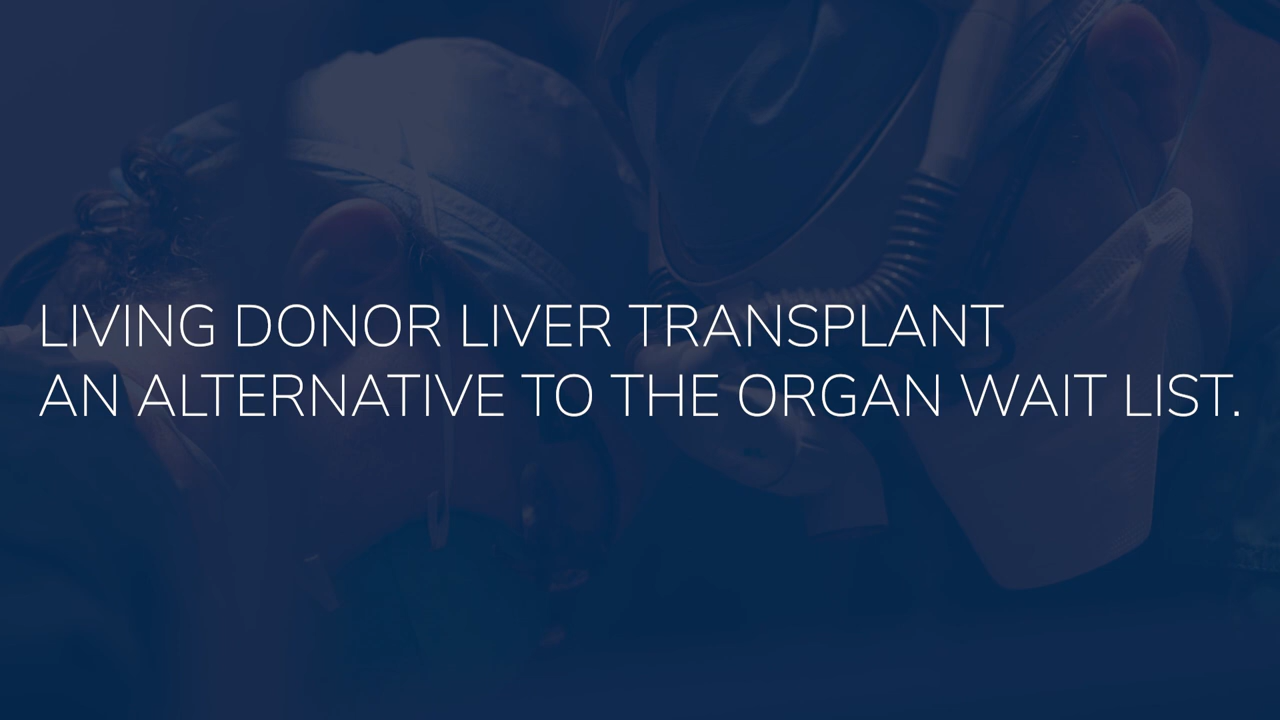 LIVING DONOR LIVER TRANSPLANT
AN ALTERNATIVE TO THE ORGAN WAIT LIST.